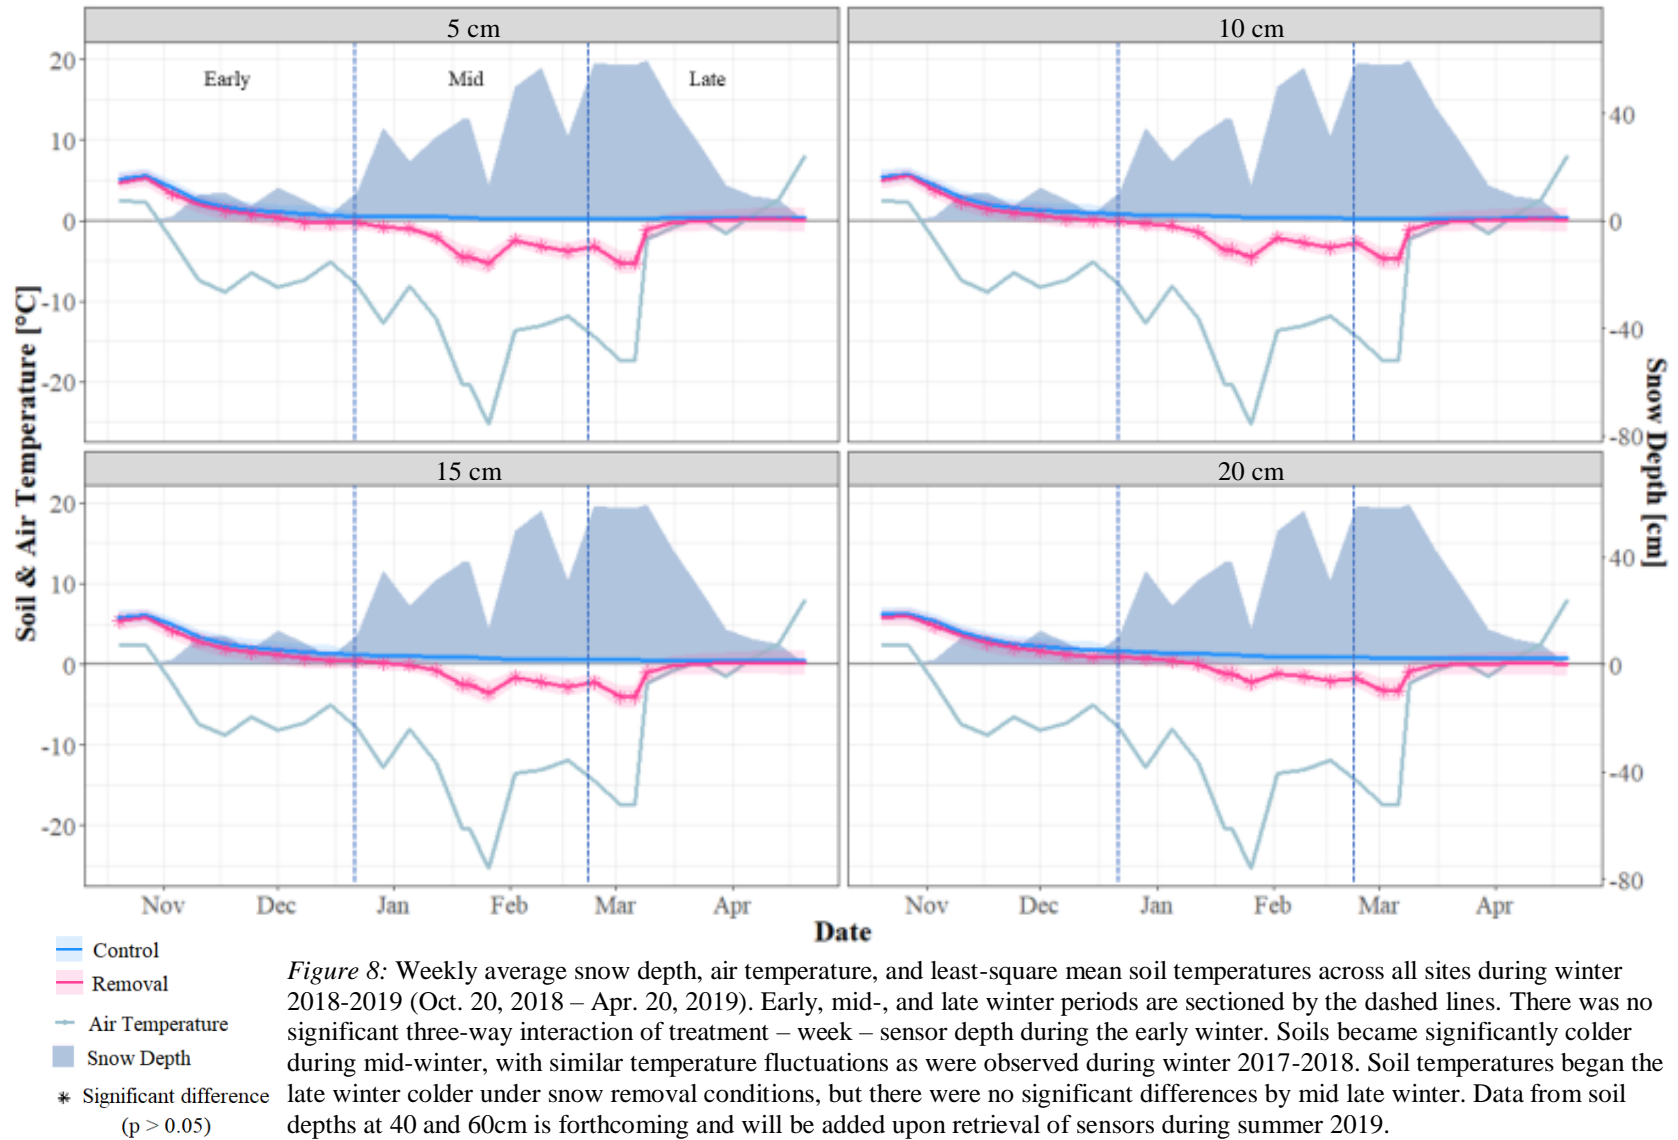 5 cm
10 cm
20
10
0
-10
-20
Early
Mid
Late
40
0
-40
-80
15 cm
20 cm
20
10
0
-10
-20
40
0
-40
-80
Soil & Air Temperature [°C]
Snow Depth [cm]
Nov
Dec
Jan
Feb
Mar
Apr
Nov
Dec
Jan
Feb
Mar
Apr
Date
Control
Removal
Air Temperature
Snow Depth
Significant difference
(p > 0.05)
Figure 8: Weekly average snow depth, air temperature, and least-square mean soil temperatures across all sites during winter
2018-2019 (Oct. 20, 2018 – Apr. 20, 2019). Early, mid-, and late winter periods are sectioned by the dashed lines. There was no
significant three-way interaction of treatment – week – sensor depth during the early winter. Soils became significantly colder
during mid-winter, with similar temperature fluctuations as were observed during winter 2017-2018. Soil temperatures began the
late winter colder under snow removal conditions, but there were no significant differences by mid late winter. Data from soil
depths at 40 and 60cm is forthcoming and will be added upon retrieval of sensors during summer 2019.